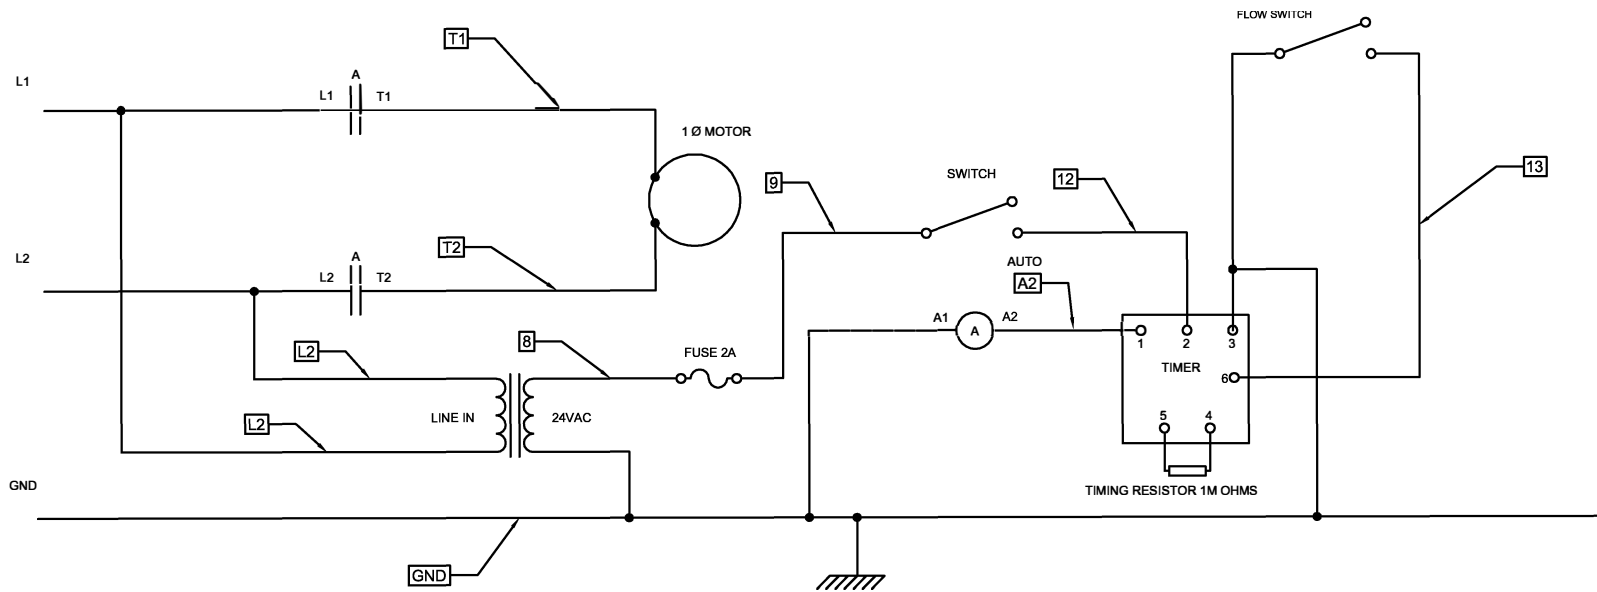 FLOW SWITCH
T1
L1
A
L1 T1
1 Ø MOTOR
13
SWITCH
9
12
T2
L2
A
L2 T2
AUTO
A2
A1 A A2
1 2 3
L2
8
FUSE 2A
TIMER
6
LINE IN
24VAC
L2
5 4
GND
TIMING RESISTOR 1M OHMS
GND